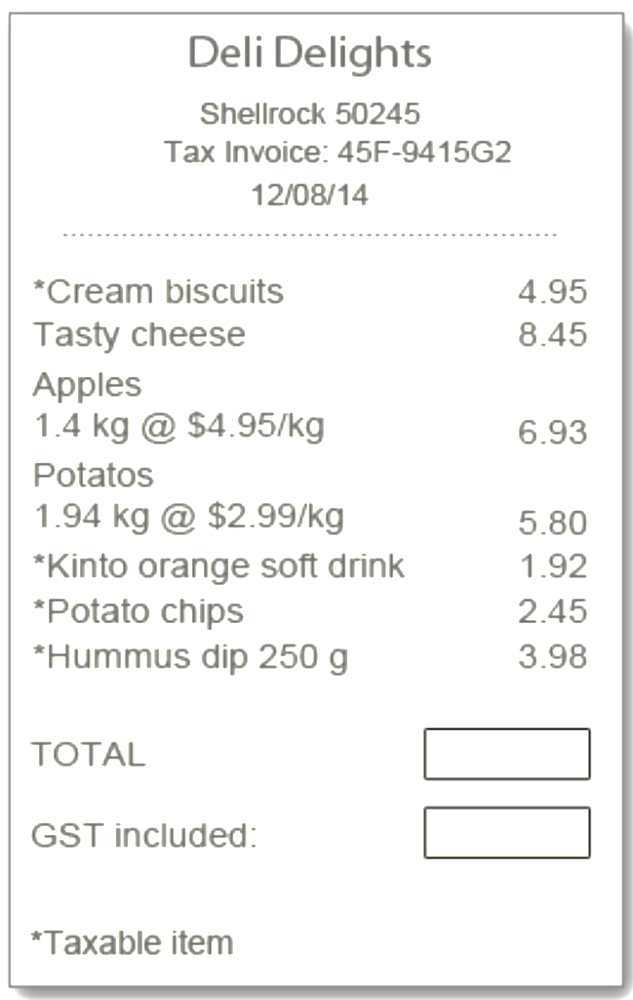 Deli Delights
Shellrock 50245
Tax Invoice: 45F-9415G2
12/08/14
*Cream biscuits 4.95
Tasty cheese 8.45
Apples
1.4 kg @ $4.95/kg 6.93
Potatos
1.94 kg @ $2.99/kg 5.80
*Kinto orange soft drink 1.92
*Potato chips 2.45
*Hummus dip 250 g 3.98
TOTAL
GST included:
*Taxable item